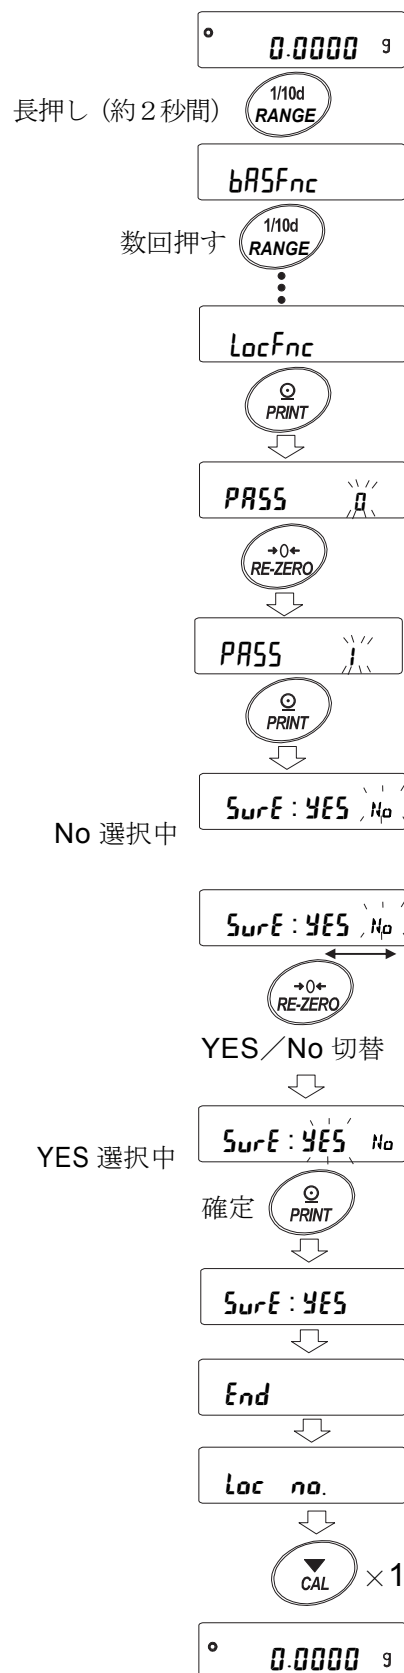 0.0000 g
長押し（約２秒間）
1/10d
RANGE
bASFnc
数回押す
1/10d
RANGE
LocFnc
PRINT
PASS 0
→0←
RE-ZERO
PASS 1
PRINT
SurE : YES No
No 選択中
SurE : YES No
→0←
RE-ZERO
YES／No 切替
SurE : YES No
YES 選択中
確定
PRINT
SurE : YES
End
Loc no.
CAL
×1
0.0000 g